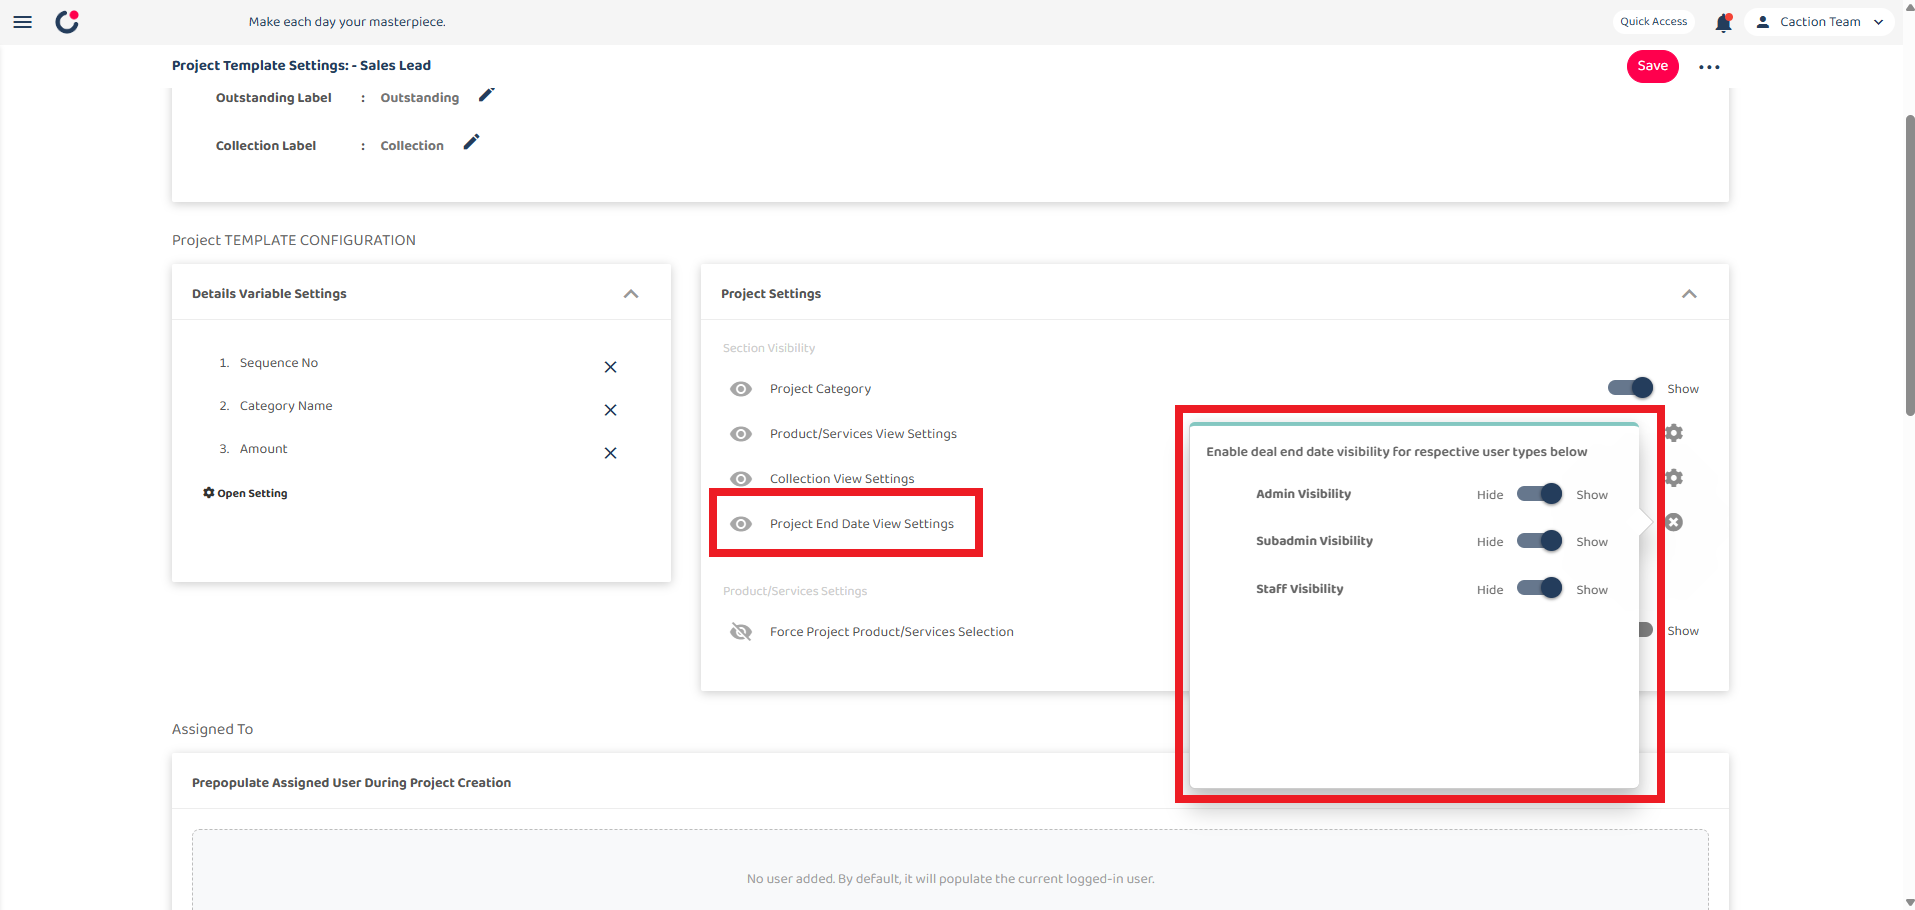 Make each day your masterpiece.
Quick Access
Caction Team
Project Template Settings: - Sales Lead
Save
Outstanding Label : Outstanding
Collection Label : Collection
Project TEMPLATE CONFIGURATION
Details Variable Settings
1. Sequence No
2. Category Name
3. Amount
Open Setting
Project Settings
Section Visibility
Project Category
Show
Product/Services View Settings
Collection View Settings
Project End Date View Settings
Enable deal end date visibility for respective user types below
Admin Visibility Hide Show
Subadmin Visibility Hide Show
Staff Visibility Hide Show
Product/Services Settings
Force Project Product/Services Selection
Show
Assigned To
Prepopulate Assigned User During Project Creation
No user added. By default, it will populate the current logged-in user.